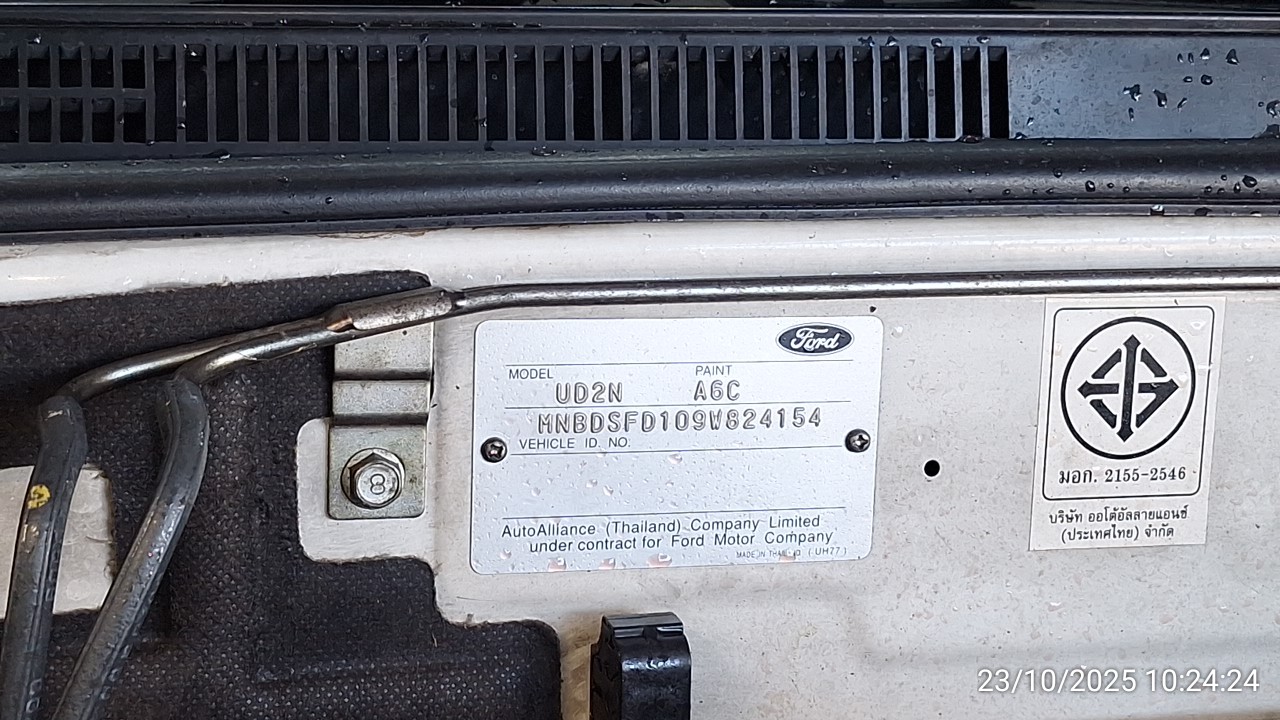 Ford
MODEL PAINT
UD2N A6C
MNBDSFD109W824154
VEHICLE ID. NO.
AutoAlliance (Thailand) Company Limited
under contract for Ford Motor Company
MADE IN (UH77)
8
มอก. 2155-2546
บริษัท ออโต้อัลลายแอนซ์
(ประเทศไทย) จำกัด
23/10/2025 10:24:24